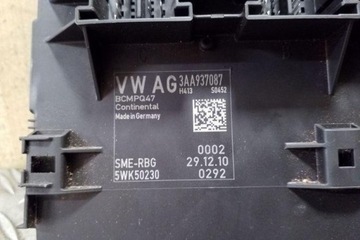 VW AG 3AA937087
BCMPQ47 H413 S0452
Continental
Made in Germany
0002
SME-RBG 29.12.10
5WK50230 0292